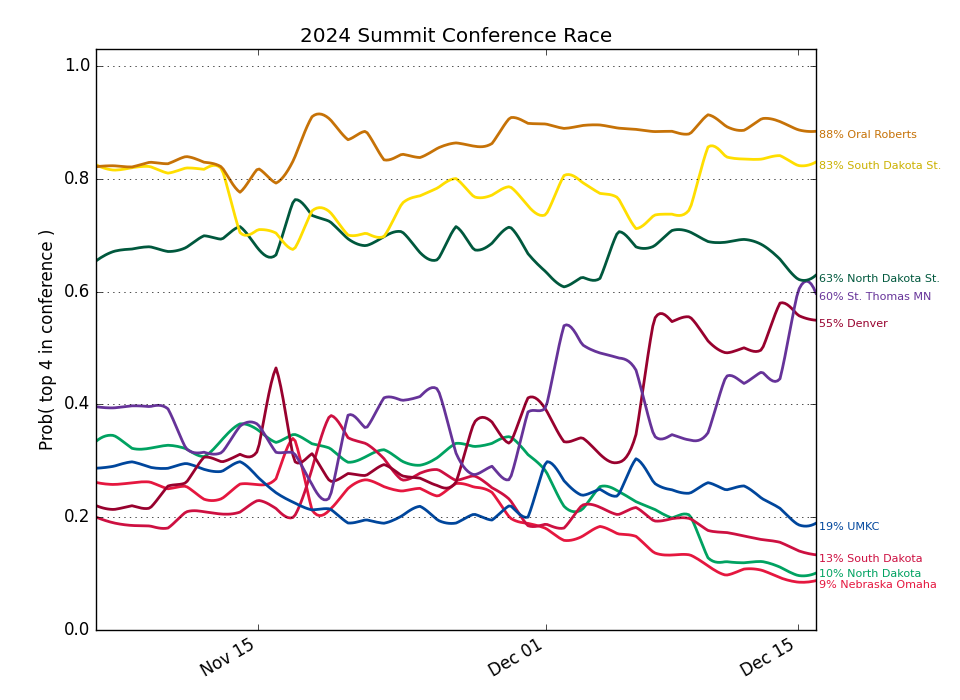 2024 Summit Conference Race
Prob( top 4 in conference )
1.0
0.8
0.6
0.4
0.2
0.0
Nov 15
Dec 01
Dec 15
88% Oral Roberts
83% South Dakota St.
63% North Dakota St.
60% St. Thomas MN
55% Denver
19% UMKC
13% South Dakota
10% North Dakota
9% Nebraska Omaha